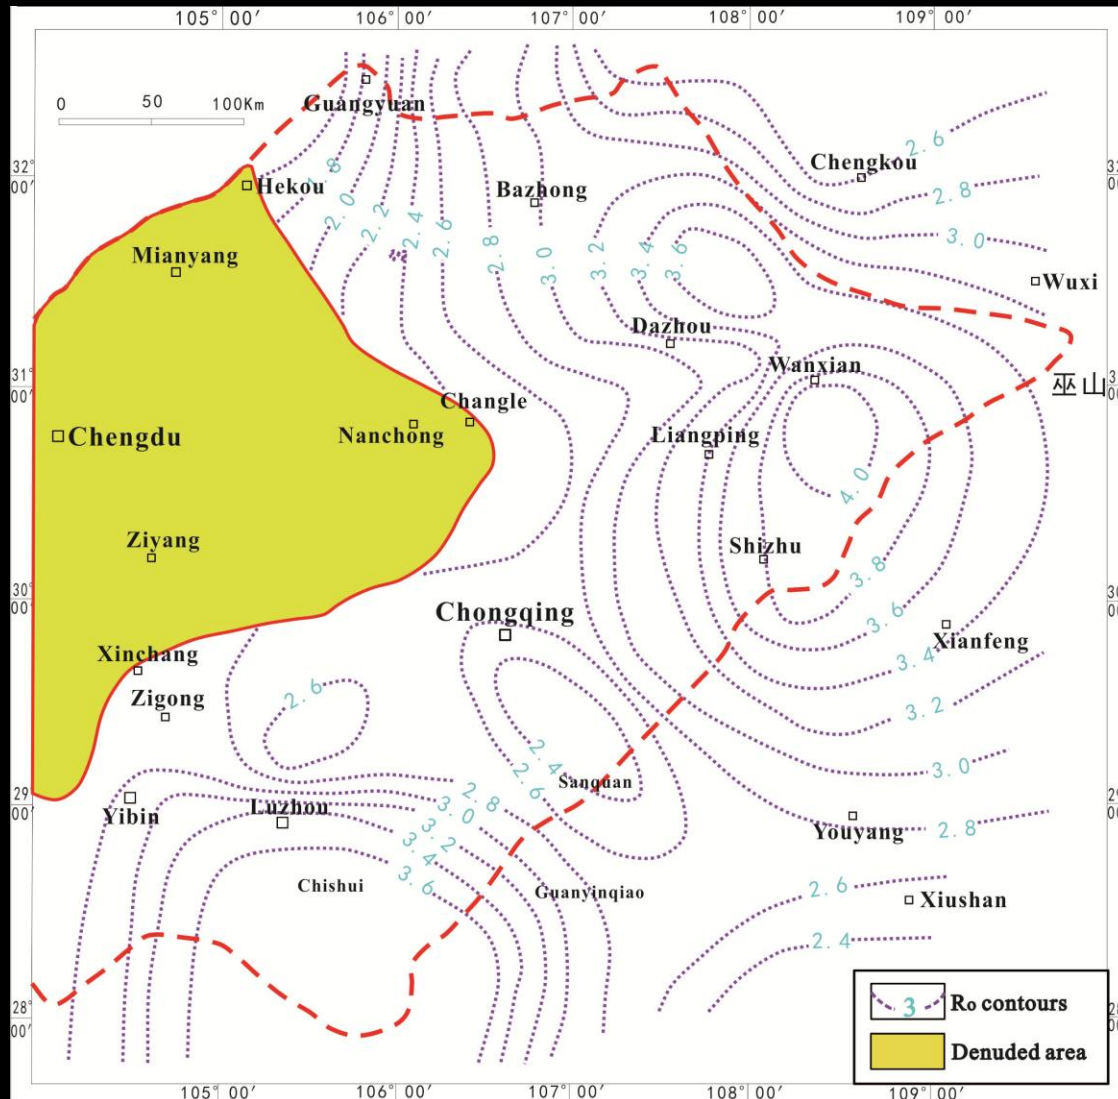 105° 00′ 106° 00′ 107° 00′ 108° 00′ 109° 00′
0 50 100Km
Guangyuan
32°
00′
Hekou
1.8
2.0
2.2
2.4
2.6
2.8
3.0
3.2
3.4
3.6
Bazhong
Chengkou
2.6
2.8
3.0
Mianyang
Wuxi
Dazhou
Wanxian
31°
00′
巫山
Changle
Nanchong
Chengdu
Liangping
4.0
Ziyang
Shizhu
3.8
30°
00′
3.6
Chongqing
Xianfeng
3.4
Xinchang
Zigong
2.6
3.2
2.4
2.6
Sanquan
3.0
29°
00′
2.8
3.0
3.2
3.4
3.6
Yibin
Luzhou
Youyang
2.8
Chishui
Guanyinqiao
2.6
Xiushan
2.4
3
Ro contours
28°
00′
Denuded area
105° 00′ 106° 00′ 107° 00′ 108° 00′ 109° 00′